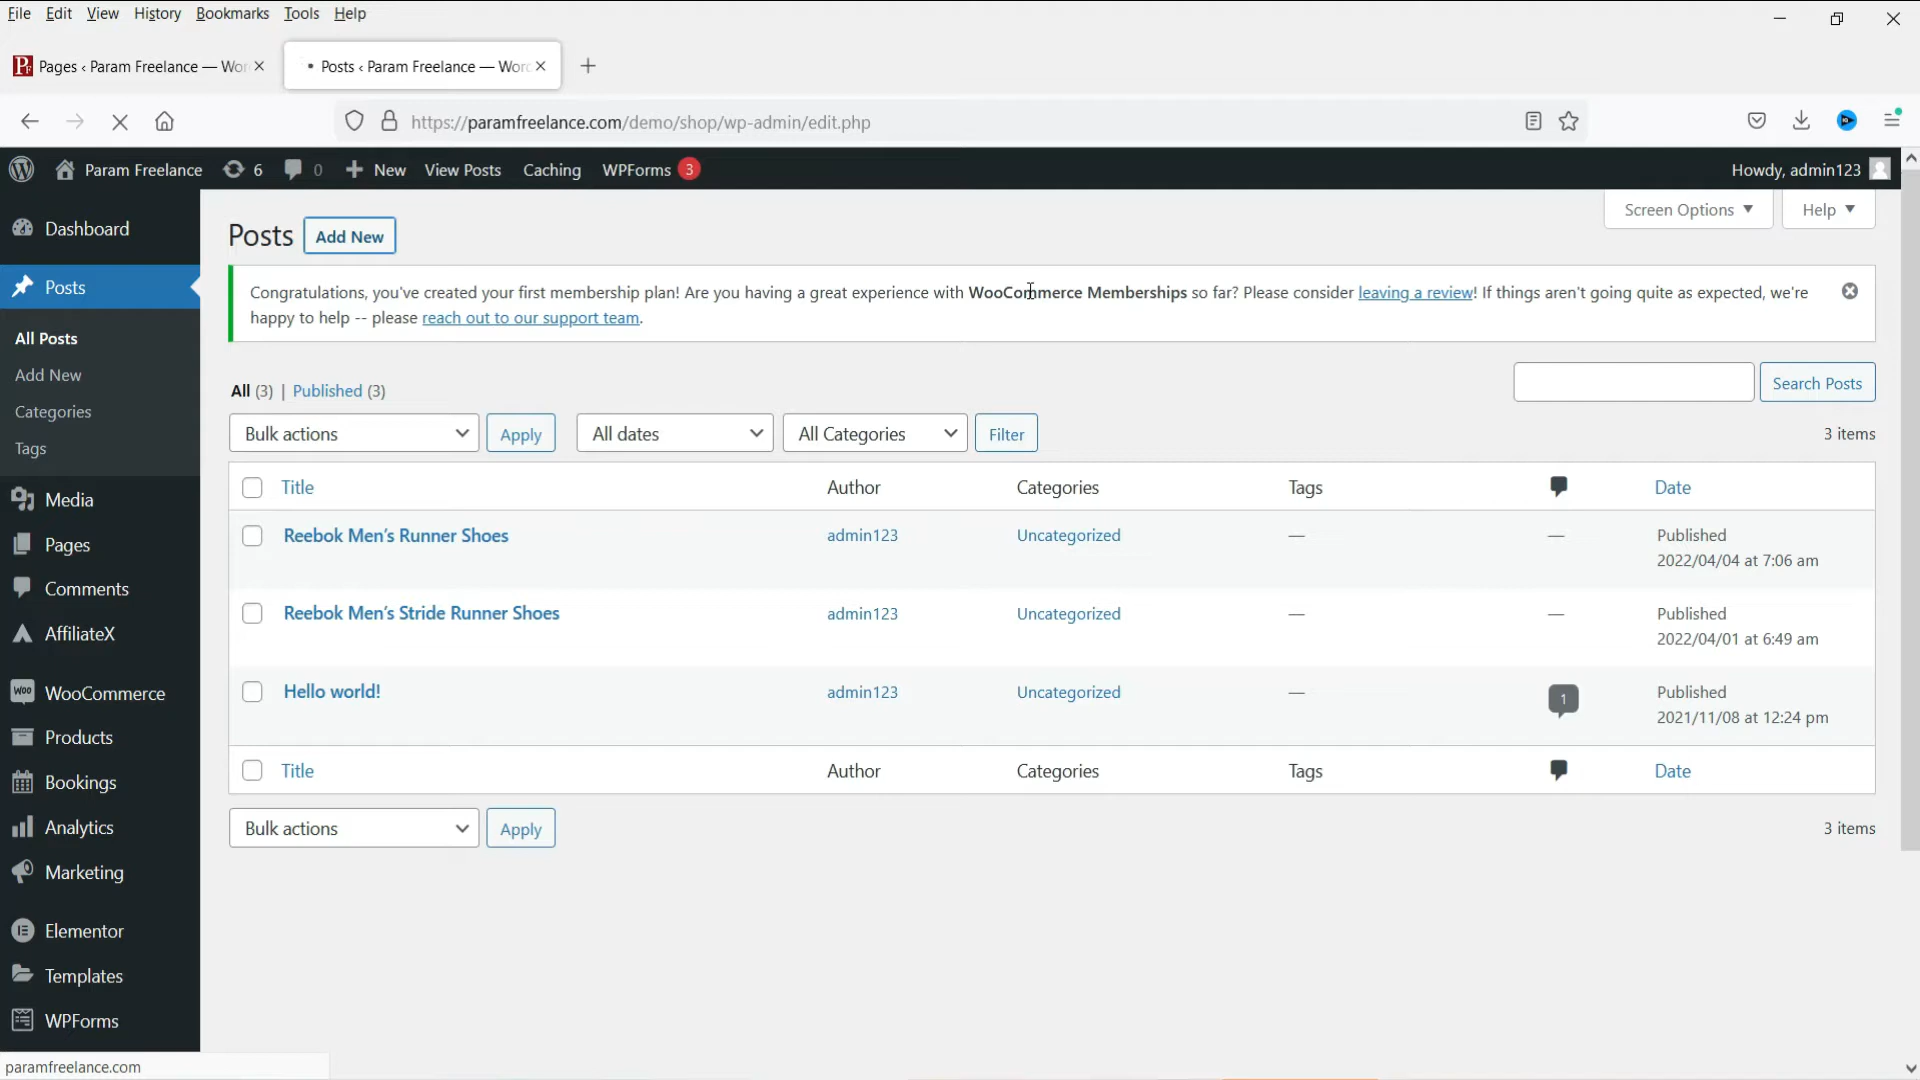 File Edit View History Bookmarks Tools Help
Pages ‹ Param Freelance — Wor
Posts ‹ Param Freelance — Word
https://paramfreelance.com/demo/shop/wp-admin/edit.php
Param Freelance 6 0 New View Posts Caching WPForms 3 Howdy, admin123
Screen Options Help
Dashboard
Posts
All Posts
Add New
Categories
Tags
Media
Pages
Comments
AffiliateX
WooCommerce
Products
Bookings
Analytics
Marketing
Elementor
Templates
WPForms
Posts Add New
Congratulations, you've created your first membership plan! Are you having a great experience with WooCommerce Memberships so far? Please consider leaving a review! If things aren't going quite as expected, we're
happy to help -- please reach out to our support team.
All (3) | Published (3)
Search Posts
Bulk actions Apply All dates All Categories Filter 3 items
Title Author Categories Tags Date
Reebok Men's Runner Shoes admin123 Uncategorized — — Published
2022/04/04 at 7:06 am
Reebok Men's Stride Runner Shoes admin123 Uncategorized — — Published
2022/04/01 at 6:49 am
Hello world! admin123 Uncategorized — 1 Published
2021/11/08 at 12:24 pm
Title Author Categories Tags Date
Bulk actions Apply 3 items
paramfreelance.com